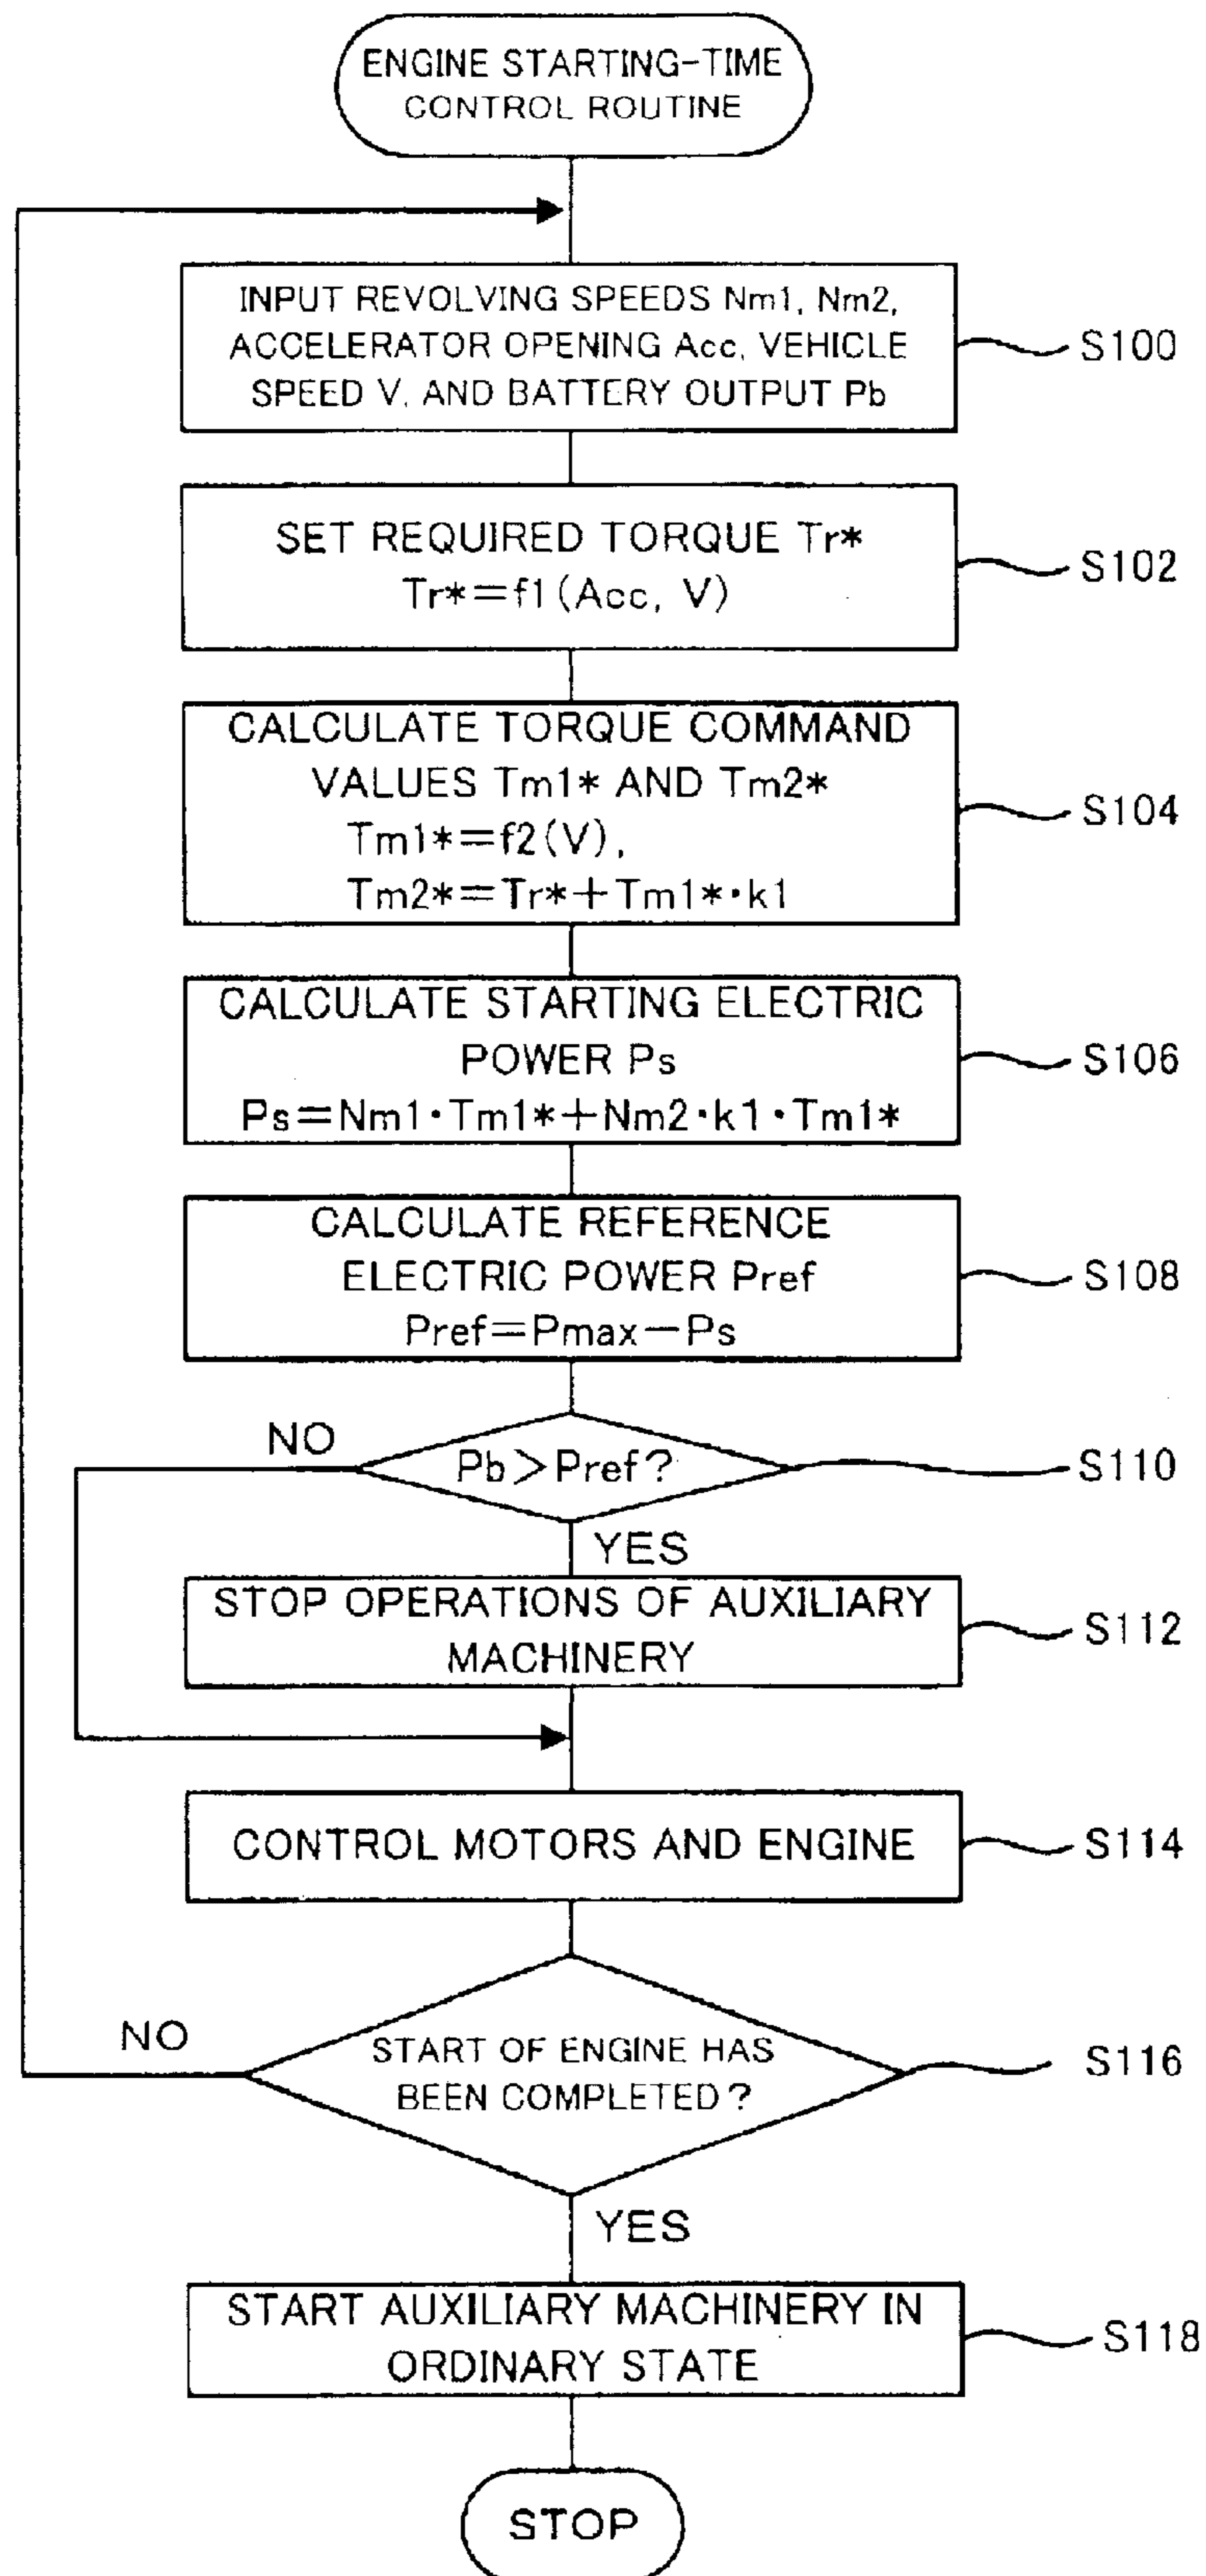 ENGINE STARTING-TIME
CONTROL ROUTINE
INPUT REVOLVING SPEEDS Nm1, Nm2,
ACCELERATOR OPENING Acc, VEHICLE
SPEED V, AND BATTERY OUTPUT Pb
S100
SET REQUIRED TORQUE Tr*
Tr*=f1(Acc, V)
S102
CALCULATE TORQUE COMMAND
VALUES Tm1* AND Tm2*
Tm1*=f2(V),
Tm2*=Tr*+Tm1*·k1
S104
CALCULATE STARTING ELECTRIC
POWER Ps
Ps=Nm1·Tm1*+Nm2·k1·Tm1*
S106
CALCULATE REFERENCE
ELECTRIC POWER Pref
Pref=Pmax-Ps
S108
NO
Pb>Pref?
S110
YES
STOP OPERATIONS OF AUXILIARY
MACHINERY
S112
CONTROL MOTORS AND ENGINE
S114
NO
START OF ENGINE HAS
BEEN COMPLETED?
S116
YES
START AUXILIARY MACHINERY IN
ORDINARY STATE
S118
STOP